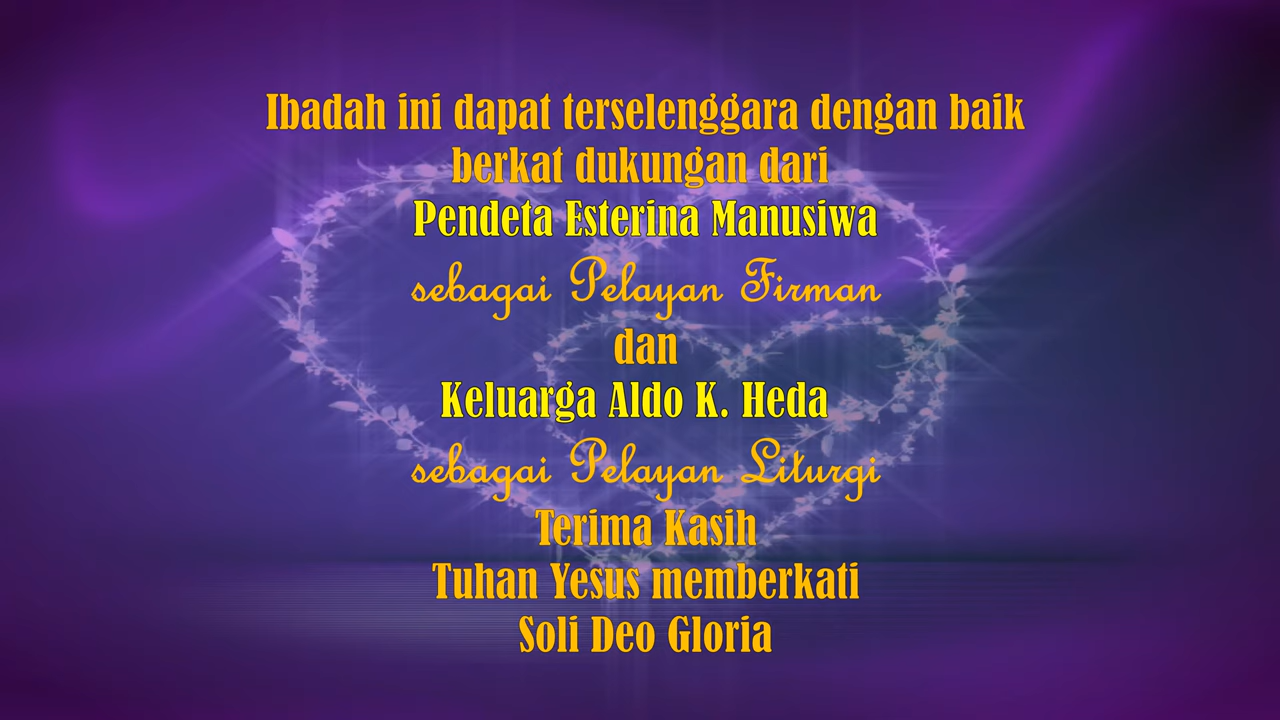 Ibadah ini dapat terselenggara dengan baik
berkat dukungan dari
Pendeta Esterina Manusiwa
sebagai Pelayan Firman
dan
Keluarga Aldo K. Heda
sebagai Pelayan Liturgi
Terima Kasih
Tuhan Yesus memberkati
Soli Deo Gloria